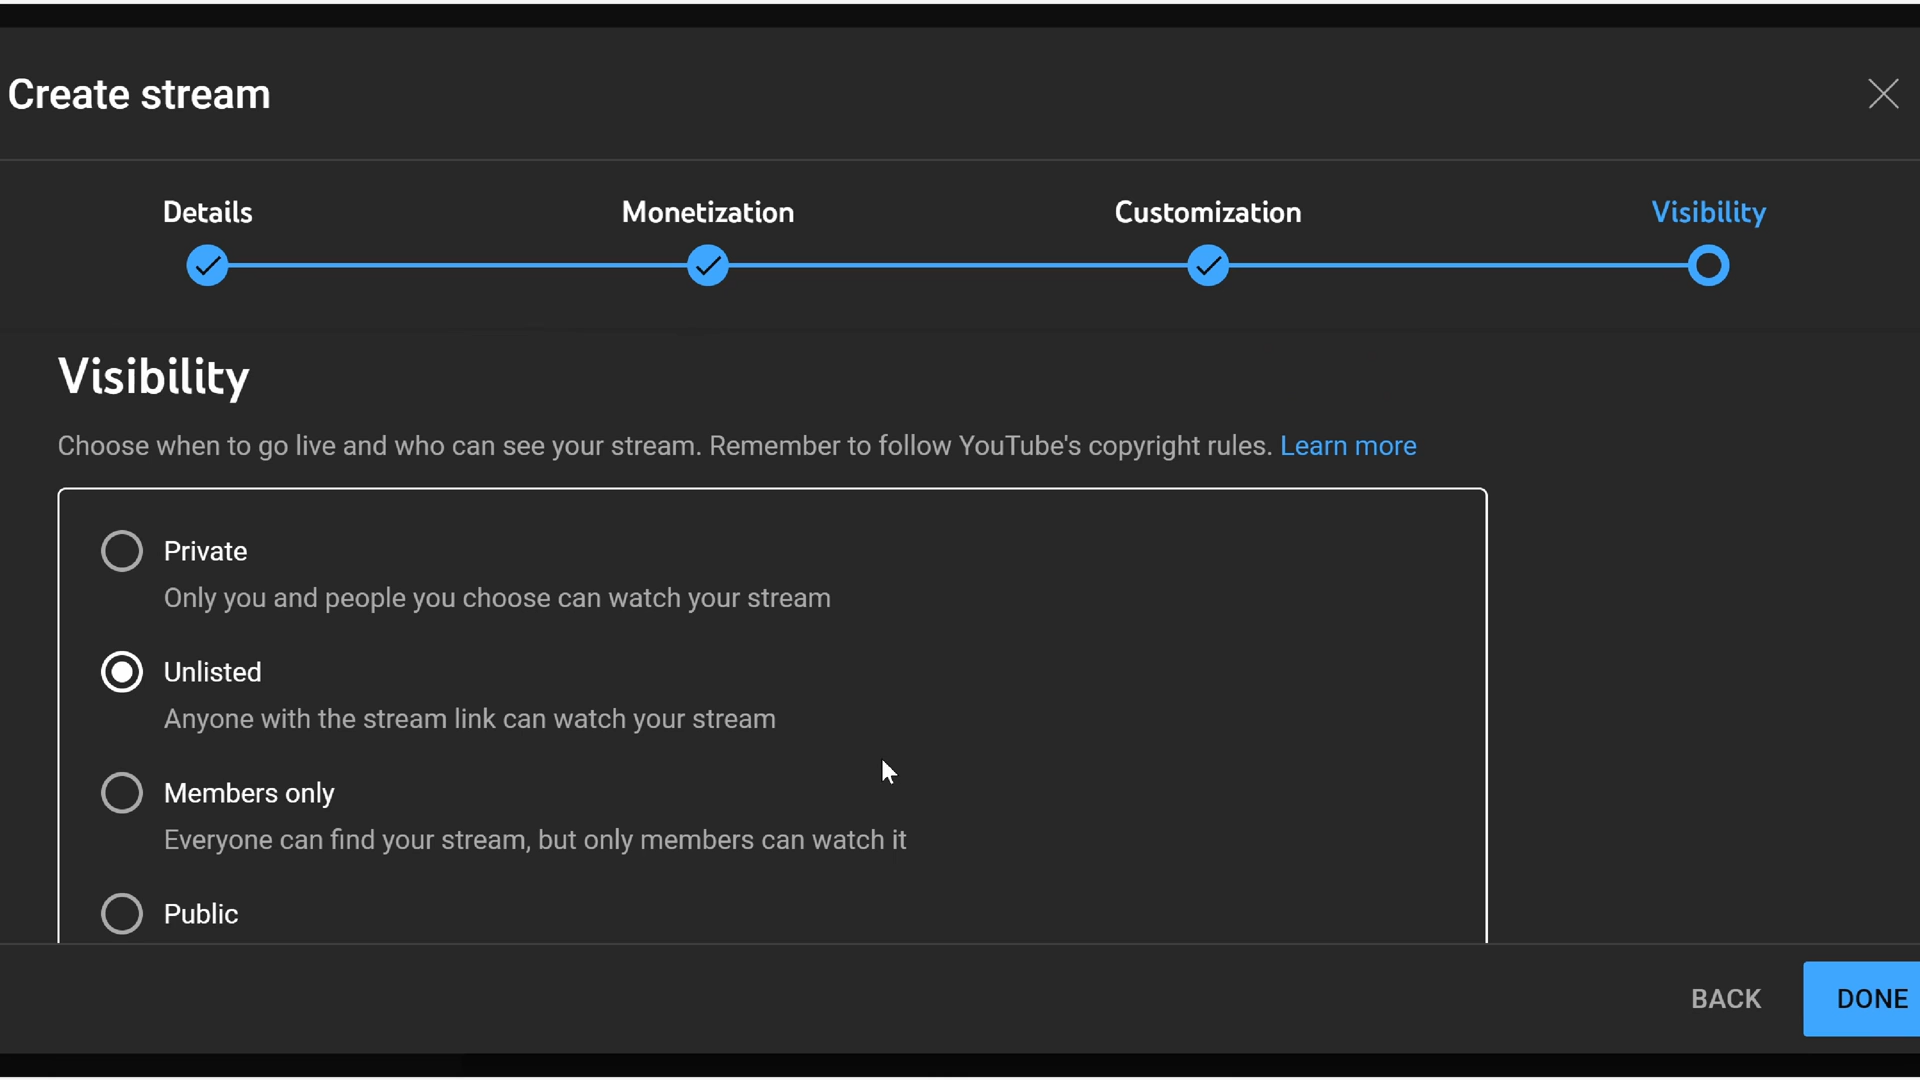 Create stream
Details Monetization Customization Visibility
Visibility
Choose when to go live and who can see your stream. Remember to follow YouTube's copyright rules. Learn more
Private
Only you and people you choose can watch your stream
Unlisted
Anyone with the stream link can watch your stream
Members only
Everyone can find your stream, but only members can watch it
Public
BACK DONE